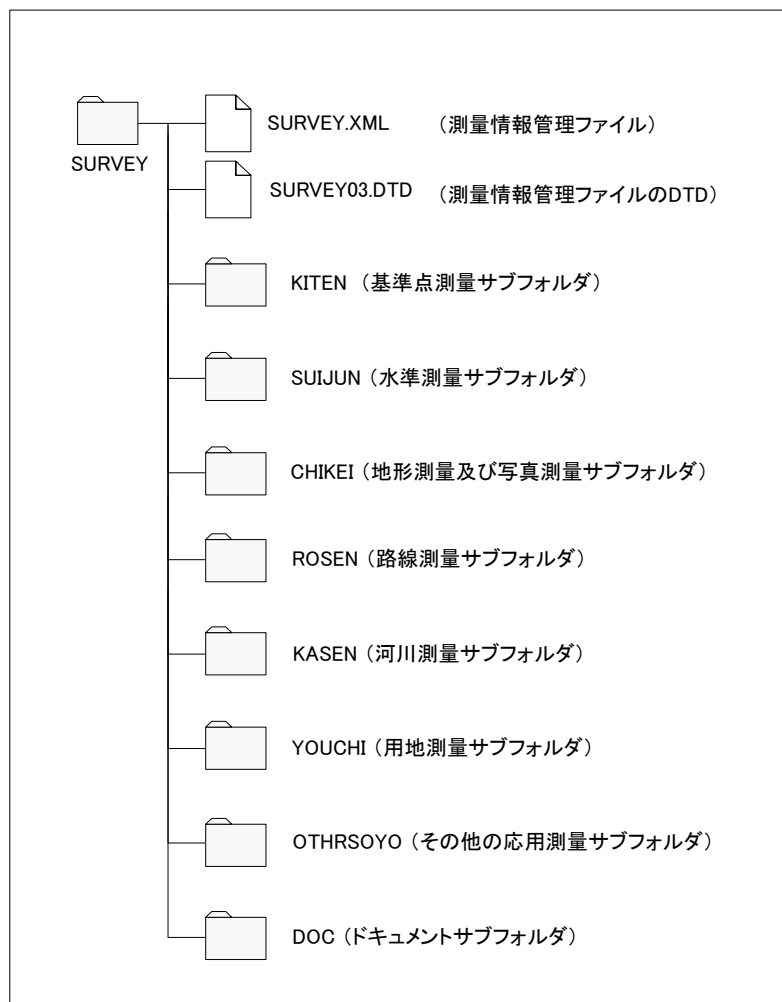 SURVEY.XML （測量情報管理ファイル）
SURVEY
SURVEY03.DTD （測量情報管理ファイルのDTD）
KITEN （基準点測量サブフォルダ）
SUIJUN（水準測量サブフォルダ）
CHIKEI（地形測量及び写真測量サブフォルダ）
ROSEN（路線測量サブフォルダ）
KASEN（河川測量サブフォルダ）
YOUCHI（用地測量サブフォルダ）
OTHRSOYO（その他の応用測量サブフォルダ）
DOC（ドキュメントサブフォルダ）